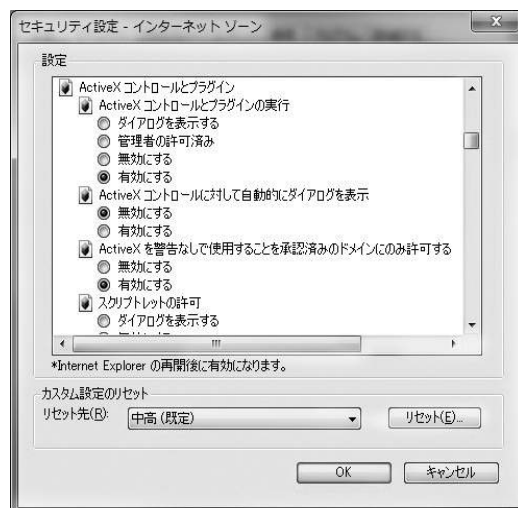 セキュリティ設定 - インターネット ゾーン
設定
ActiveX コントロールとプラグイン
ActiveX コントロールとプラグインの実行
ダイアログを表示する
管理者の許可済み
無効にする
有効にする
ActiveX コントロールに対して自動的にダイアログを表示
無効にする
有効にする
ActiveX を警告なしで使用することを承認済みのドメインにのみ許可する
無効にする
有効にする
スクリプトレットの許可
ダイアログを表示する
*Internet Explorer の再開後に有効になります。
カスタム設定のリセット
リセット先(R): 中高 (既定) リセット(E)...
OK キャンセル